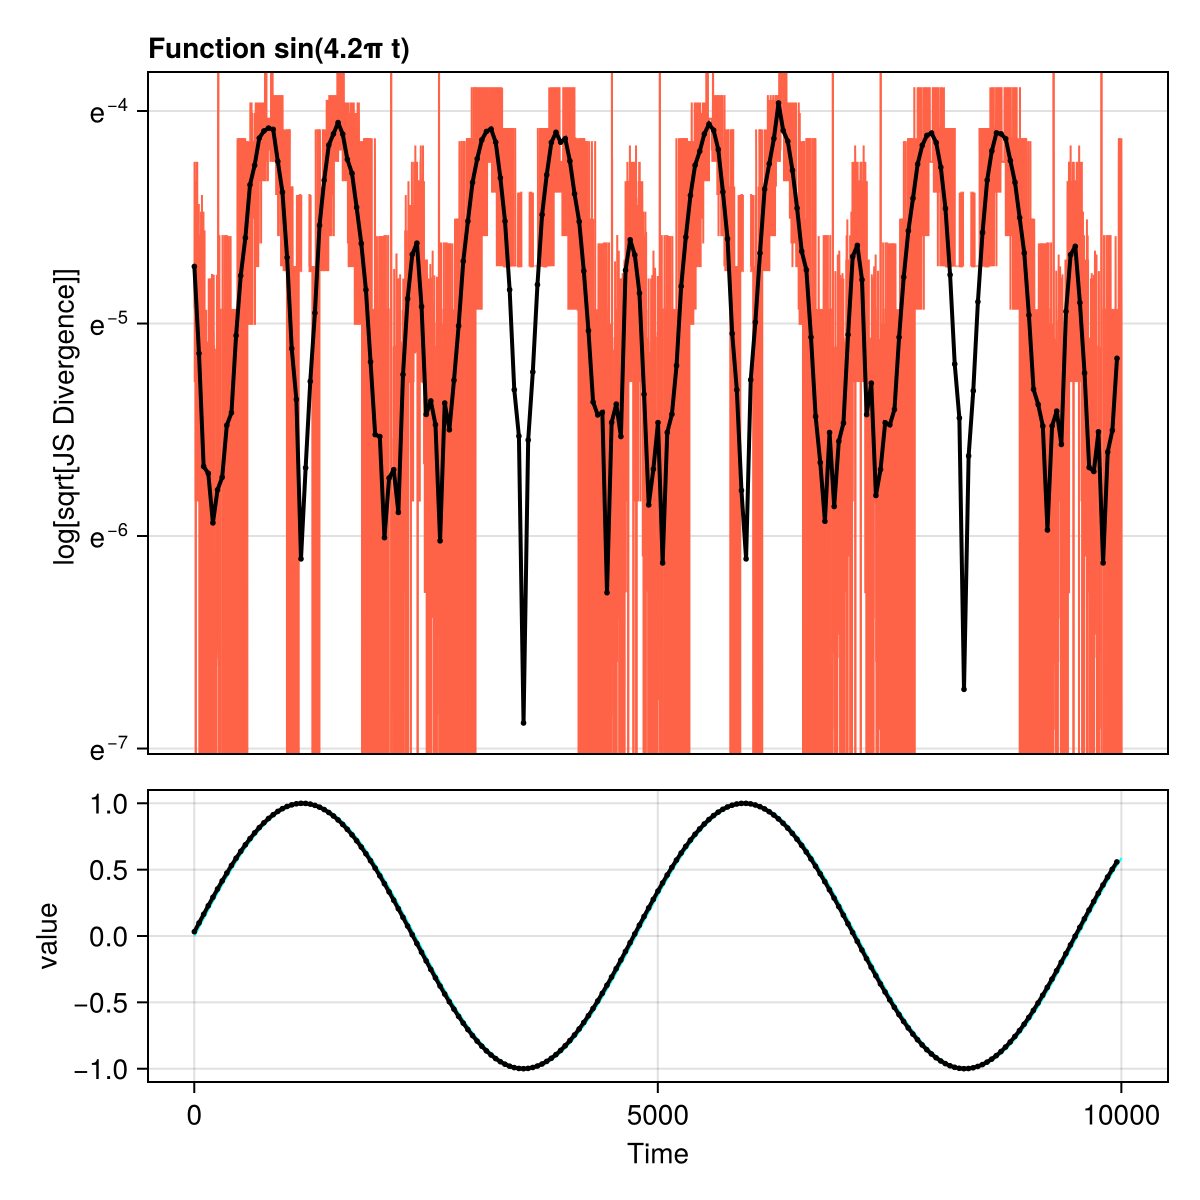 Function sin(4.2π t)
log[sqrt[JS Divergence]]
e⁻⁴
e⁻⁵
e⁻⁶
e⁻⁷
value
1.0
0.5
0.0
−0.5
−1.0
0 5000 10000
Time